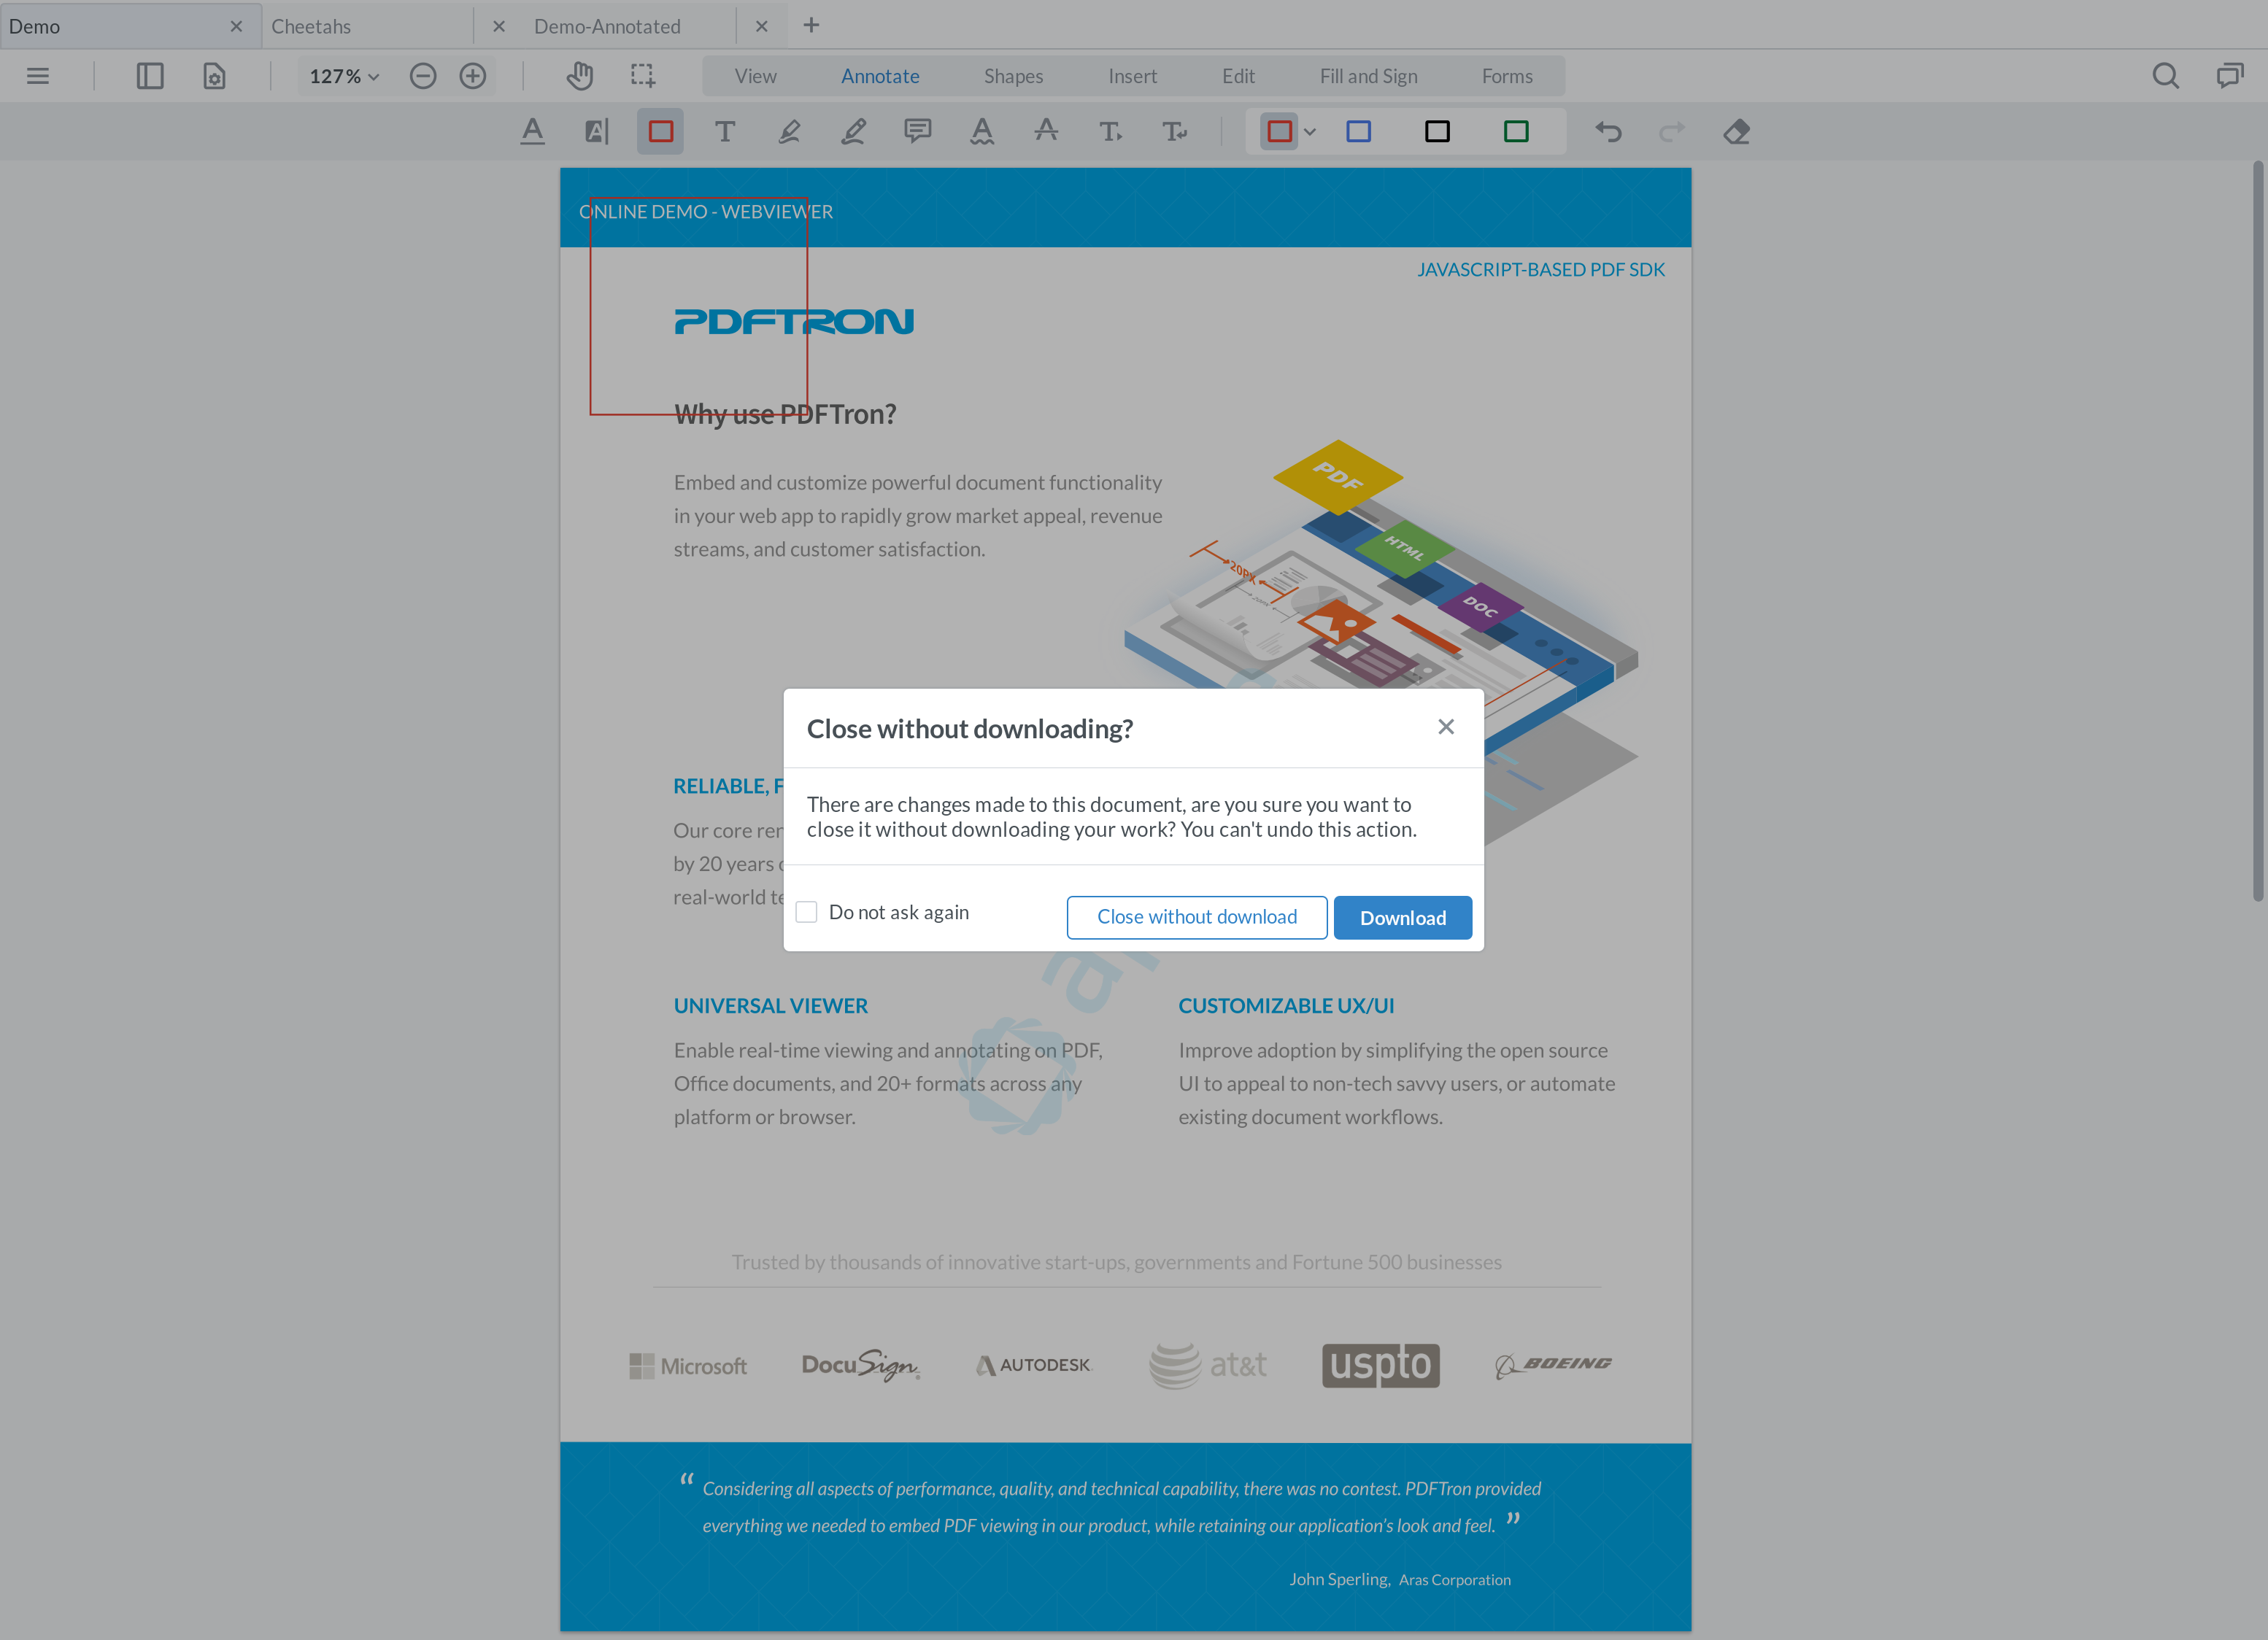 Demo
Cheetahs
Demo-Annotated
127%
View
Annotate
Shapes
Insert
Edit
Fill and Sign
Forms
ONLINE DEMO - WEBVIEWER
JAVASCRIPT-BASED PDF SDK
PDFTRON
Why use PDFTron?
Embed and customize powerful document functionality
in your web app to rapidly grow market appeal, revenue
streams, and customer satisfaction.
PDF
HTML
DOC
20PX
Close without downloading?
There are changes made to this document, are you sure you want to
close it without downloading your work? You can't undo this action.
Do not ask again
Close without download
Download
RELIABLE,
Our core
by 20 years
real-world
UNIVERSAL VIEWER
Enable real-time viewing and annotating on PDF,
Office documents, and 20+ formats across any
platform or browser.
CUSTOMIZABLE UX/UI
Improve adoption by simplifying the open source
UI to appeal to non-tech savvy users, or automate
existing document workflows.
Trusted by thousands of innovative start-ups, governments and Fortune 500 businesses
Microsoft
DocuSign
AUTODESK
at&t
uspto
BOEING
“ Considering all aspects of performance, quality, and technical capability, there was no contest. PDFTron provided
everything we needed to embed PDF viewing in our product, while retaining our application's look and feel. ”
John Sperling, Aras Corporation